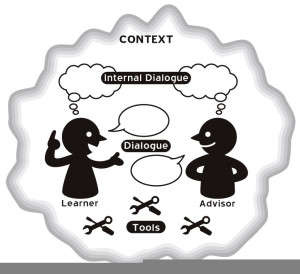 CONTEXT
Internal Dialogue
Dialogue
Learner
Advisor
Tools